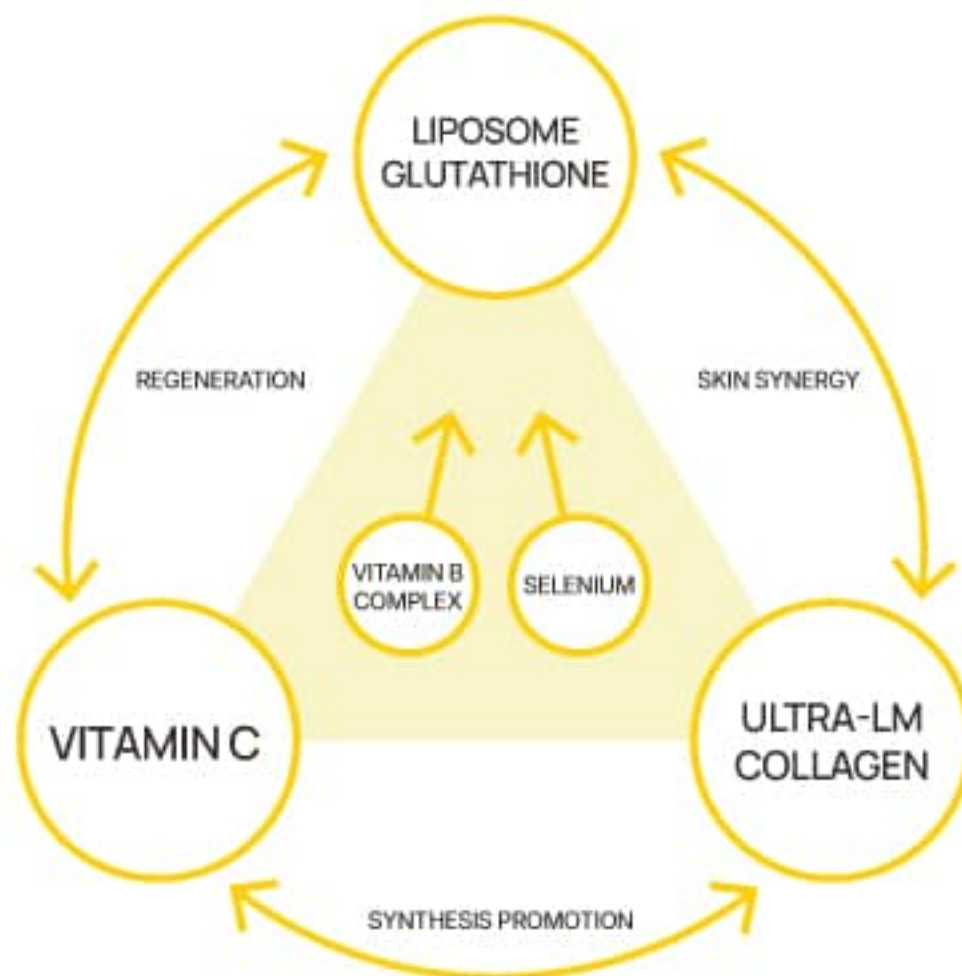 LIPOSOME
GLUTATHIONE
REGENERATION
SKIN SYNERGY
VITAMIN B
COMPLEX
SELENIUM
VITAMIN C
ULTRA-LM
COLLAGEN
SYNTHESIS PROMOTION